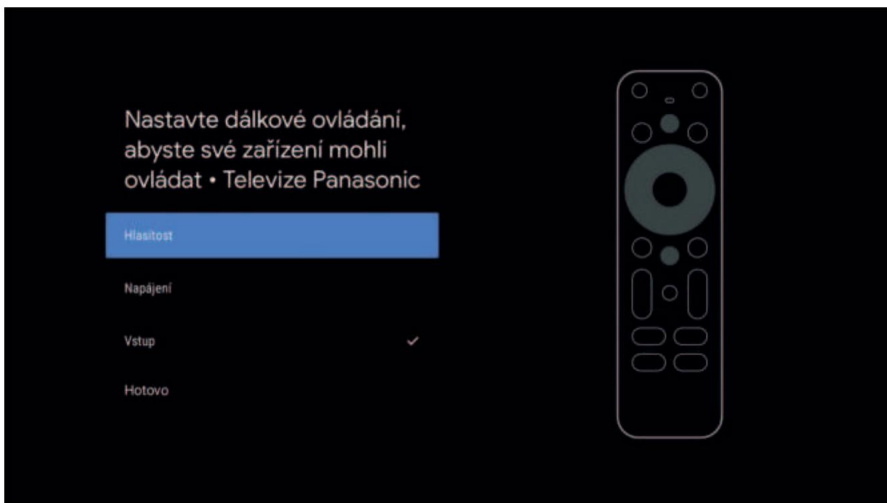 Nastavte dálkové ovládání,
abyste své zařízení mohli
ovládat • Televize Panasonic
Hlasitost
Napájení
Vstup
Hotovo